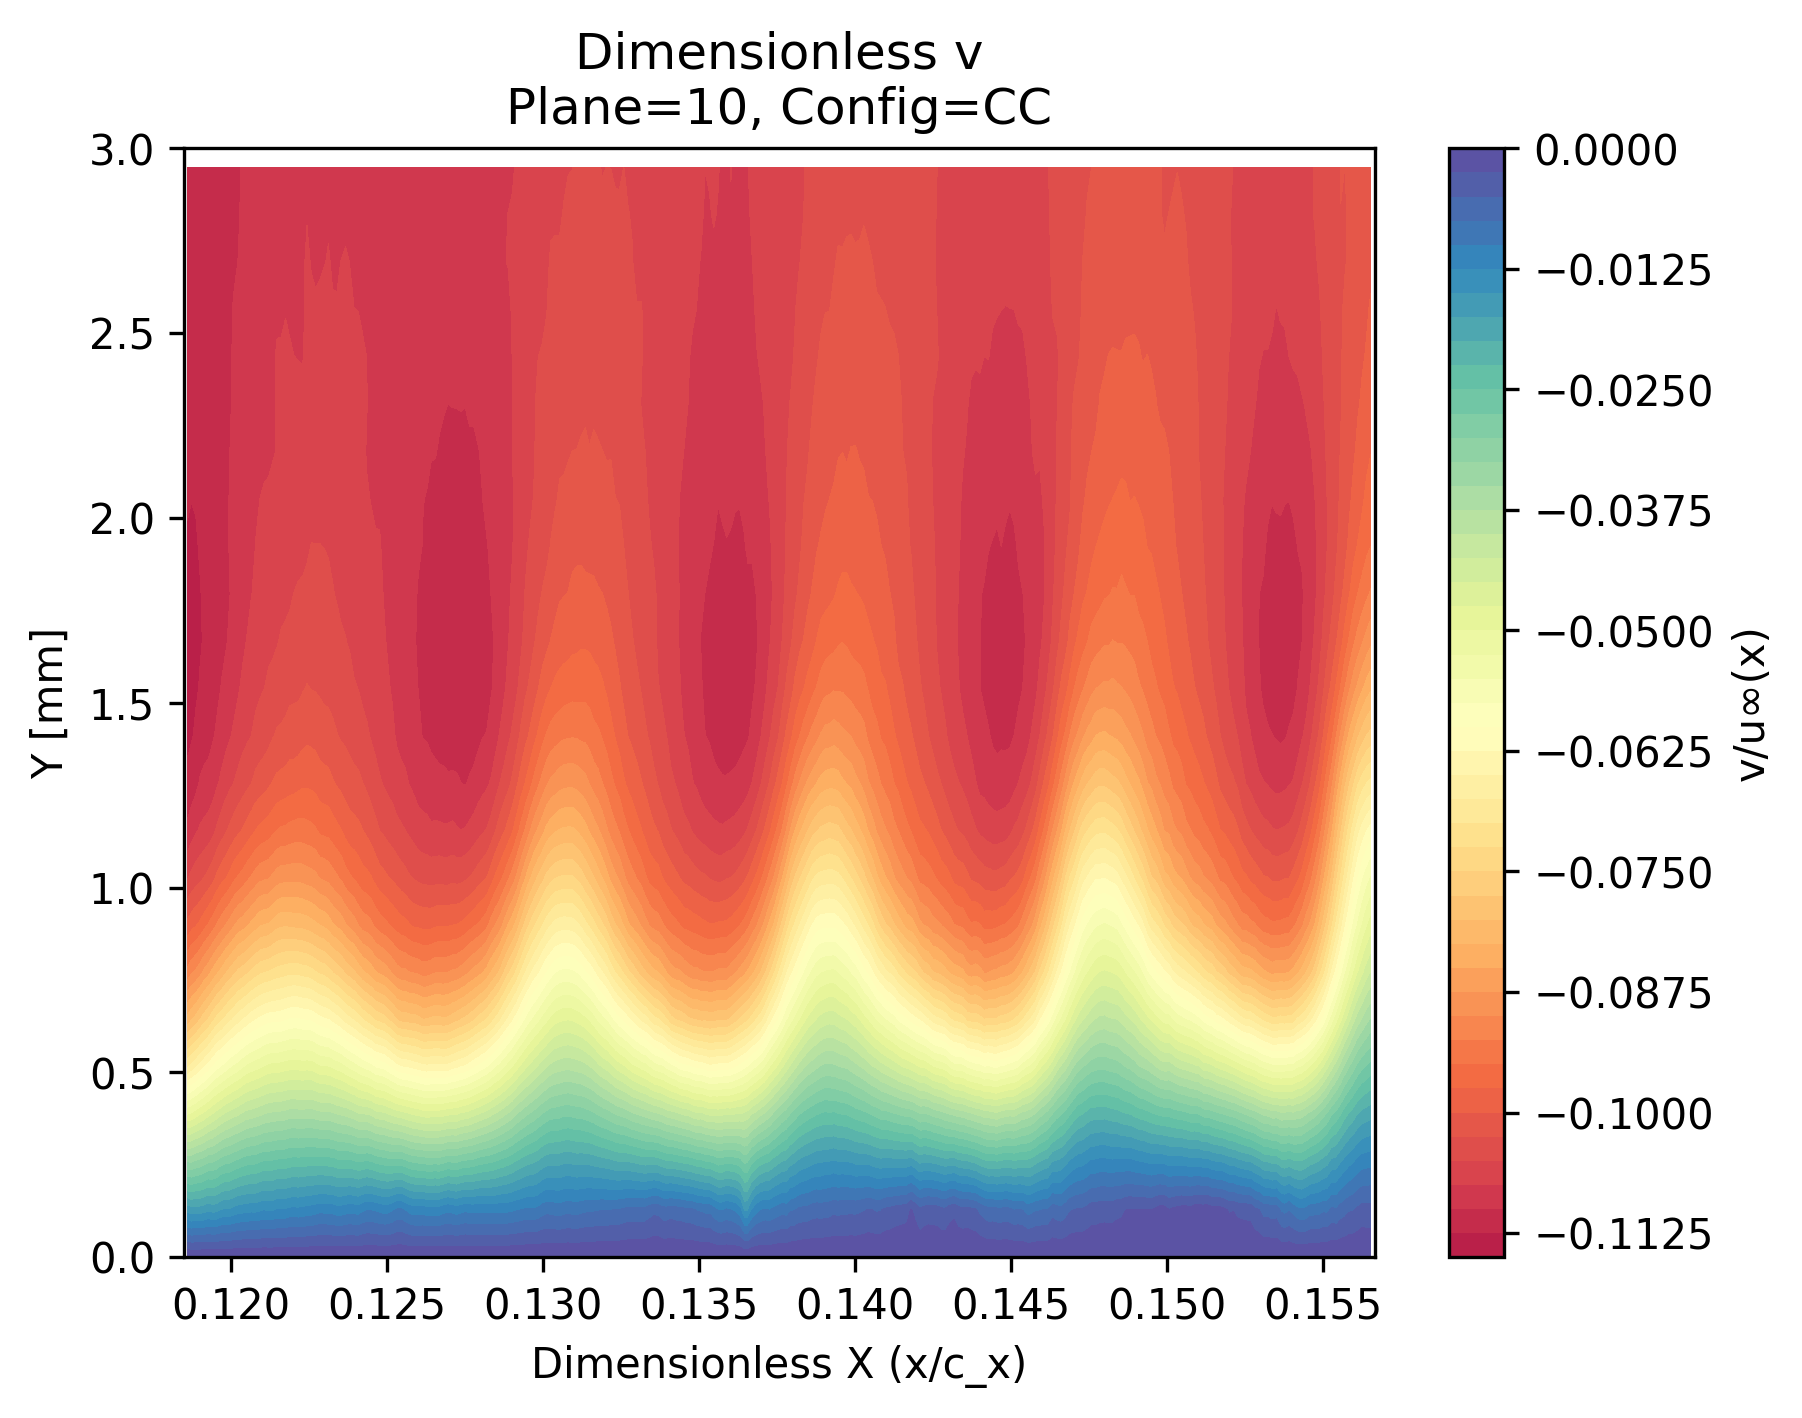 Dimensionless v
Plane=10, Config=CC
3.0
2.5
2.0
1.5
1.0
0.5
0.0
Y [mm]
0.120 0.125 0.130 0.135 0.140 0.145 0.150 0.155
Dimensionless X (x/c_x)
0.0000
−0.0125
−0.0250
−0.0375
−0.0500
−0.0625
−0.0750
−0.0875
−0.1000
−0.1125
v/u∞(x)